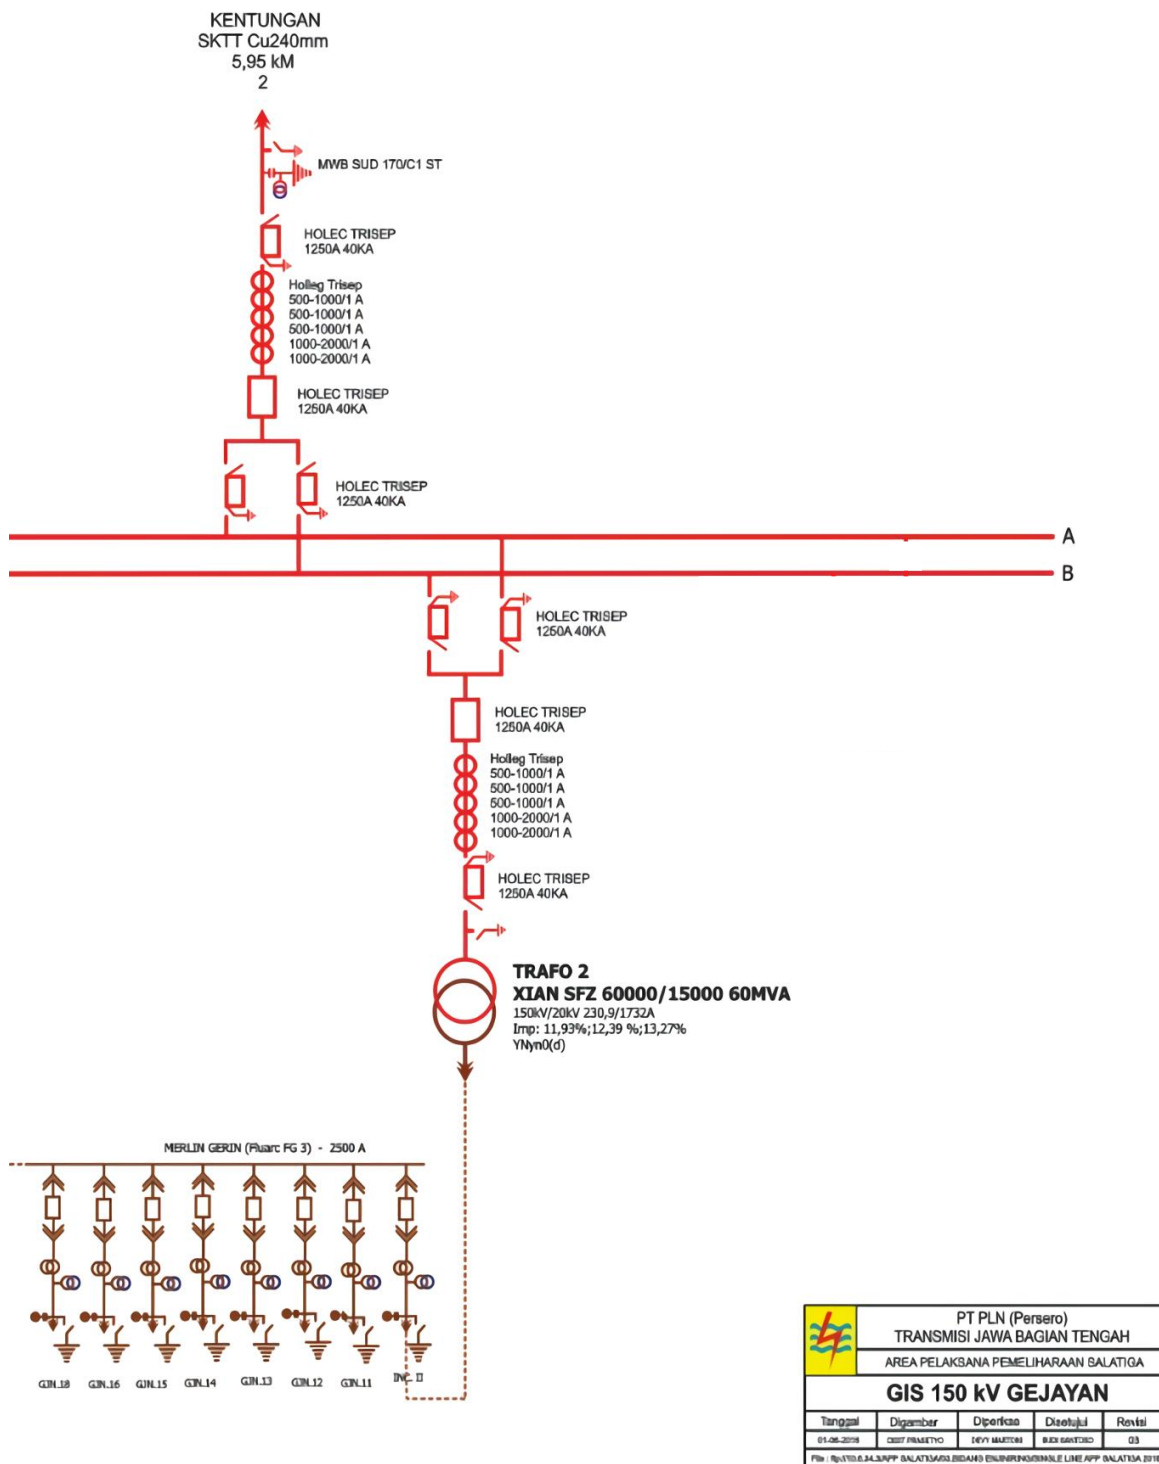 KENTUNGAN
SKTT Cu240mm
5,95 kM
2
MWB SUD 170/C1 ST
HOLEC TRISEP
1250A 40KA
Holleg Trisep
500-1000/1 A
500-1000/1 A
500-1000/1 A
1000-2000/1 A
1000-2000/1 A
HOLEC TRISEP
1250A 40KA
HOLEC TRISEP
1250A 40KA
A
B
HOLEC TRISEP
1250A 40KA
HOLEC TRISEP
1250A 40KA
Holleg Trisep
500-1000/1 A
500-1000/1 A
500-1000/1 A
1000-2000/1 A
1000-2000/1 A
HOLEC TRISEP
1250A 40KA
TRAFO 2
XIAN SFZ 60000/15000 60MVA
150kV/20kV 230,9/1732A
Imp: 11,93%;12,39 %;13,27%
YNyn0(d)
MERLIN GERIN (Fluarc FG 3) - 2500 A
GJN.18 GJN.16 GJN.15 GJN.14 GJN.13 GJN.12 GJN.11 INC. II
PT PLN (Persero)
TRANSMISI JAWA BAGIAN TENGAH
AREA PELAKSANA PEMELIHARAAN SALATIGA
GIS 150 kV GEJAYAN
Tanggal Digambar Diperiksa Disetujui Revisi
03